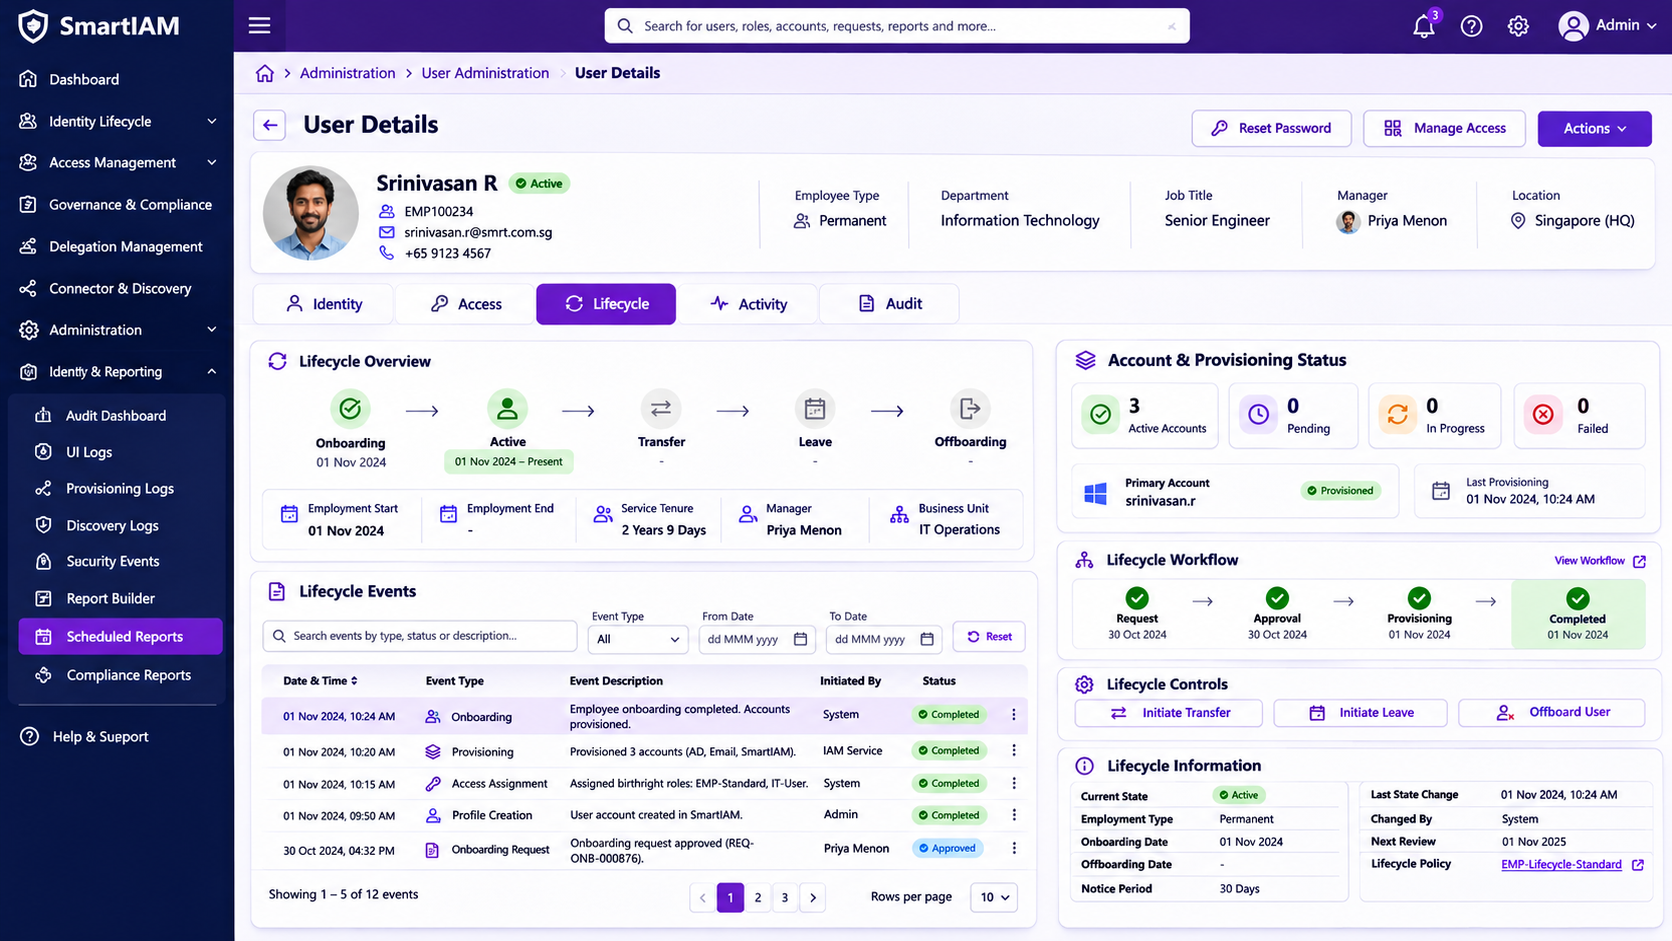 SmartIAM
Search for users, roles, accounts, requests, reports and more...
3
Admin
Dashboard
Identity Lifecycle
Access Management
Governance & Compliance
Delegation Management
Connector & Discovery
Administration
Identify & Reporting
Audit Dashboard
UI Logs
Provisioning Logs
Discovery Logs
Security Events
Report Builder
Scheduled Reports
Compliance Reports
Help & Support
Administration > User Administration > User Details
User Details
Reset Password
Manage Access
Actions
Srinivasan R
Active
EMP100234
srinivasan.r@smrt.com.sg
+65 9123 4567
Employee Type
Permanent
Department
Information Technology
Job Title
Senior Engineer
Manager
Priya Menon
Location
Singapore (HQ)
Identity
Access
Lifecycle
Activity
Audit
Lifecycle Overview
Onboarding
01 Nov 2024
Active
01 Nov 2024 – Present
Transfer
-
Leave
-
Offboarding
-
Employment Start
01 Nov 2024
Employment End
-
Service Tenure
2 Years 9 Days
Manager
Priya Menon
Business Unit
IT Operations
Lifecycle Events
Search events by type, status or description...
Event Type
All
From Date
dd MMM yyyy
To Date
dd MMM yyyy
Reset
Date & Time Event Type Event Description Initiated By Status
01 Nov 2024, 10:24 AM Onboarding Employee onboarding completed. Accounts provisioned. System Completed
01 Nov 2024, 10:20 AM Provisioning Provisioned 3 accounts (AD, Email, SmartIAM). IAM Service Completed
01 Nov 2024, 10:15 AM Access Assignment Assigned birthright roles: EMP-Standard, IT-User. System Completed
01 Nov 2024, 09:50 AM Profile Creation User account created in SmartIAM. Admin Completed
30 Oct 2024, 04:32 PM Onboarding Request Onboarding request approved (REQ-ONB-000876). Priya Menon Approved
Showing 1 – 5 of 12 events
1 2 3
Rows per page 10
Account & Provisioning Status
3
Active Accounts
0
Pending
0
In Progress
0
Failed
Primary Account
srinivasan.r
Provisioned
Last Provisioning
01 Nov 2024, 10:24 AM
Lifecycle Workflow
View Workflow
Request
30 Oct 2024
Approval
30 Oct 2024
Provisioning
01 Nov 2024
Completed
01 Nov 2024
Lifecycle Controls
Initiate Transfer
Initiate Leave
Offboard User
Lifecycle Information
Current State Active
Employment Type Permanent
Onboarding Date 01 Nov 2024
Offboarding Date -
Notice Period 30 Days
Last State Change 01 Nov 2024, 10:24 AM
Changed By System
Next Review 01 Nov 2025
Lifecycle Policy EMP-Lifecycle-Standard